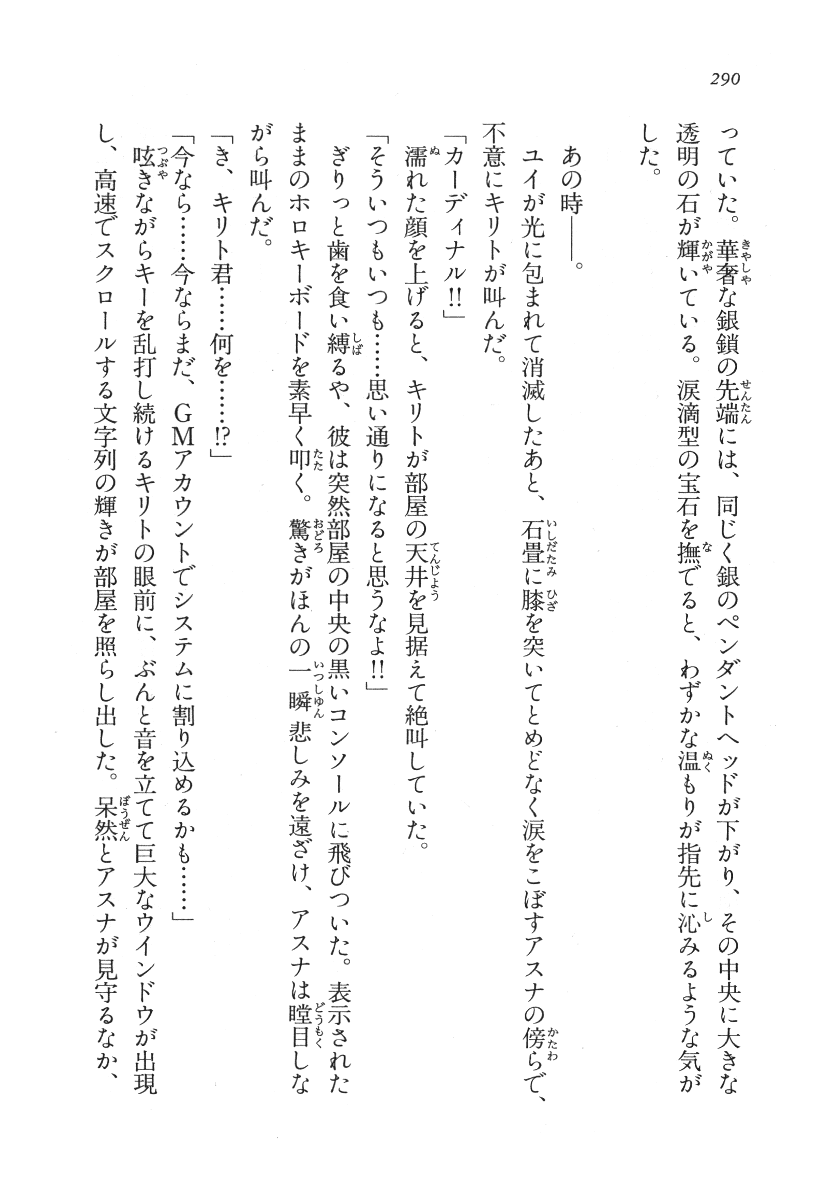 290
っていた。華奢な銀鎖の先端には、同じく銀のペンダントヘッドが下がり、その中央に大きな
透明の石が輝いている。涙滴型の宝石を撫でると、わずかな温もりが指先に沁みるような気が
した。
あの時――。
ユイが光に包まれて消滅したあと、石畳に膝を突いてとめどなく涙をこぼすアスナの傍らで、
不意にキリトが叫んだ。
「カーディナル!!」
濡れた顔を上げると、キリトが部屋の天井を見据えて絶叫していた。
「そういつもいつも……思い通りになると思うなよ!!」
ぎりっと歯を食い縛るや、彼は突然部屋の中央の黒いコンソールに飛びついた。表示された
ままのホロキーボードを素早く叩く。驚きがほんの一瞬悲しみを遠ざけ、アスナは瞠目しな
がら叫んだ。
「き、キリト君……何を……!?」
「今なら……今ならまだ、GMアカウントでシステムに割り込めるかも……」
呟きながらキーを乱打し続けるキリトの眼前に、ぶんと音を立てて巨大なウインドウが出現
し、高速でスクロールする文字列の輝きが部屋を照らし出した。呆然とアスナが見守るなか、